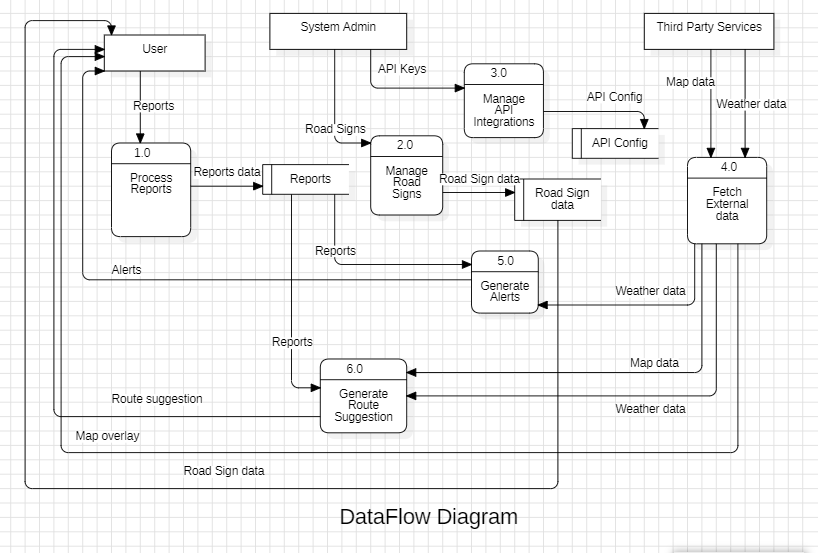 System Admin
Third Party Services
User
API Keys
3.0
Manage
API
Integrations
API Config
Map data
Weather data
Reports
Road Signs
API Config
1.0
Process
Reports
Reports data
Reports
2.0
Manage
Road
Signs
Road Sign data
Road Sign
data
4.0
Fetch
External
data
Reports
5.0
Generate
Alerts
Alerts
Weather data
Reports
6.0
Generate
Route
Suggestion
Map data
Weather data
Route suggestion
Map overlay
Road Sign data
DataFlow Diagram